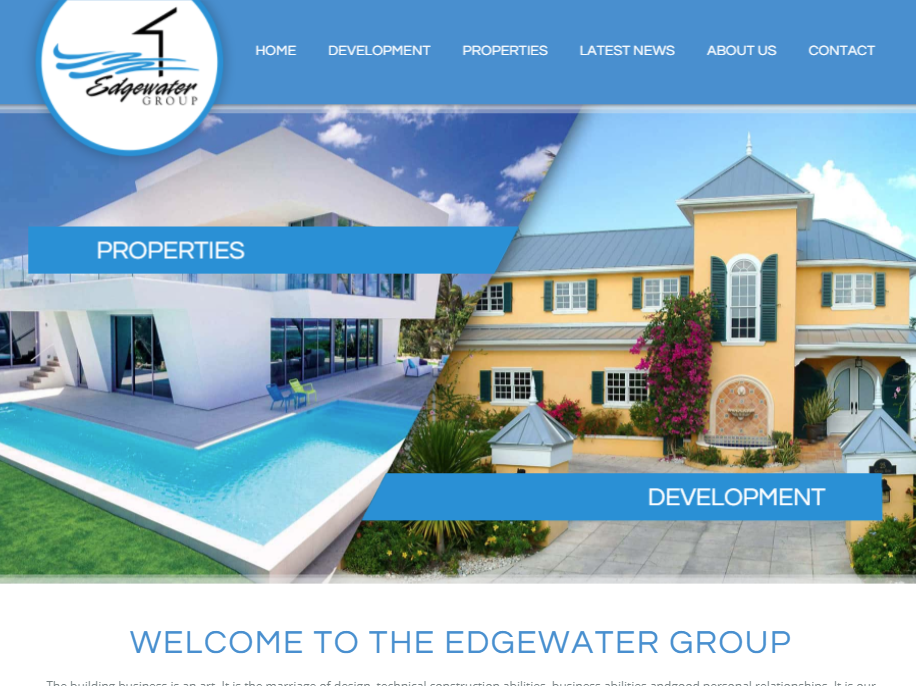 Edgewater
GROUP
HOME DEVELOPMENT PROPERTIES LATEST NEWS ABOUT US CONTACT
PROPERTIES
DEVELOPMENT
WELCOME TO THE EDGEWATER GROUP
The building business is an art. It is the marriage of design, technical construction abilities, business abilities andgood personal relationships. It is our